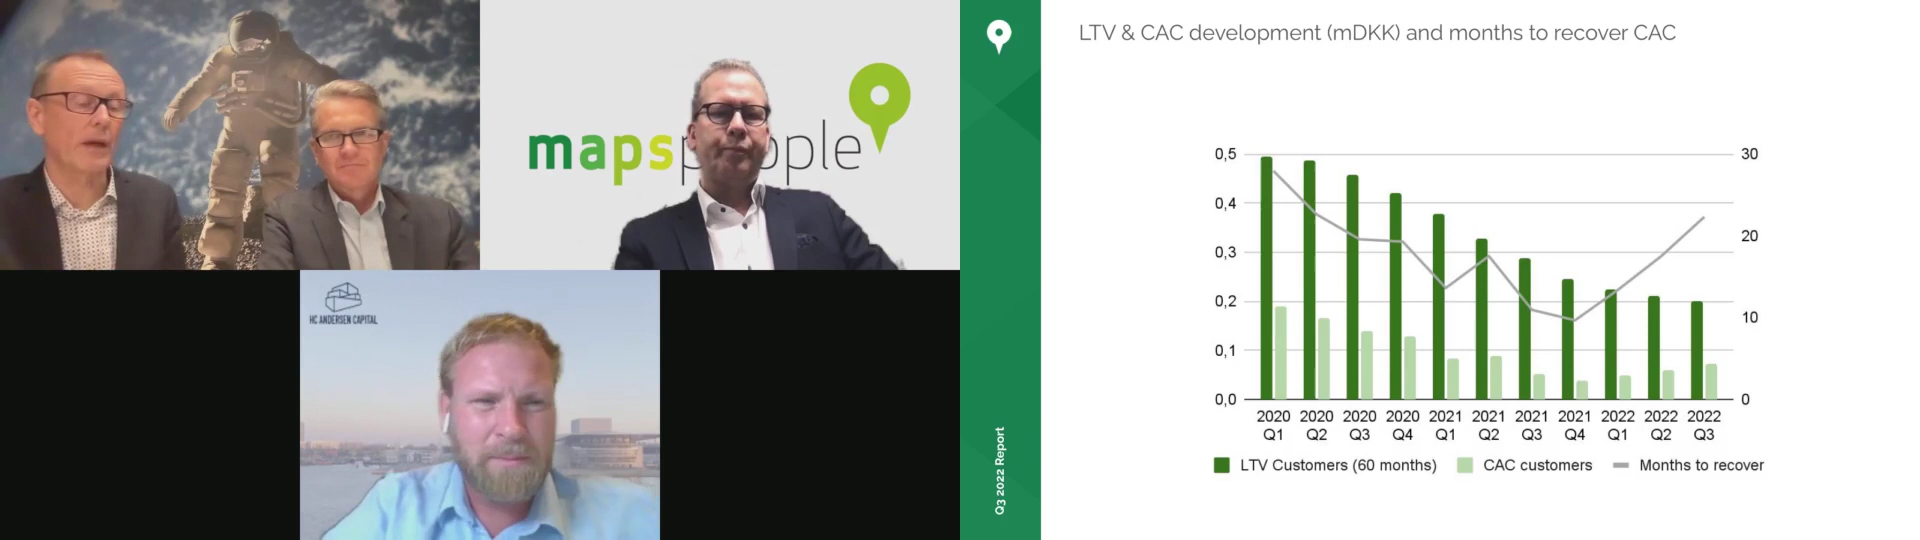 mapspeople
HC ANDERSEN CAPITAL
Q3 2022 Report
LTV & CAC development (mDKK) and months to recover CAC
0,5
0,4
0,3
0,2
0,1
0,0
30
20
10
0
2020 Q1
2020 Q2
2020 Q3
2020 Q4
2021 Q1
2021 Q2
2021 Q3
2021 Q4
2022 Q1
2022 Q2
2022 Q3
LTV Customers (60 months)
CAC customers
Months to recover